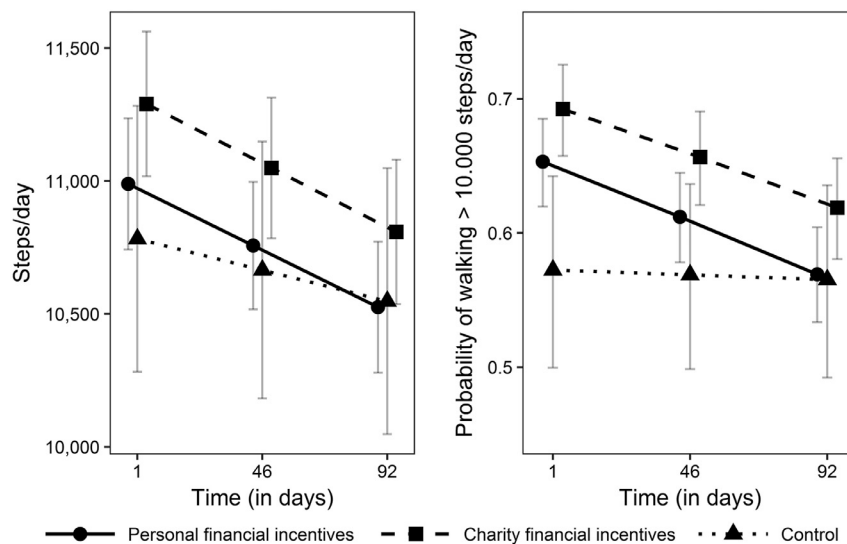 Steps/day
11,500
11,000
10,500
10,000
1 46 92
Time (in days)
Probability of walking > 10.000 steps/day
0.7
0.6
0.5
1 46 92
Time (in days)
Personal financial incentives Charity financial incentives Control